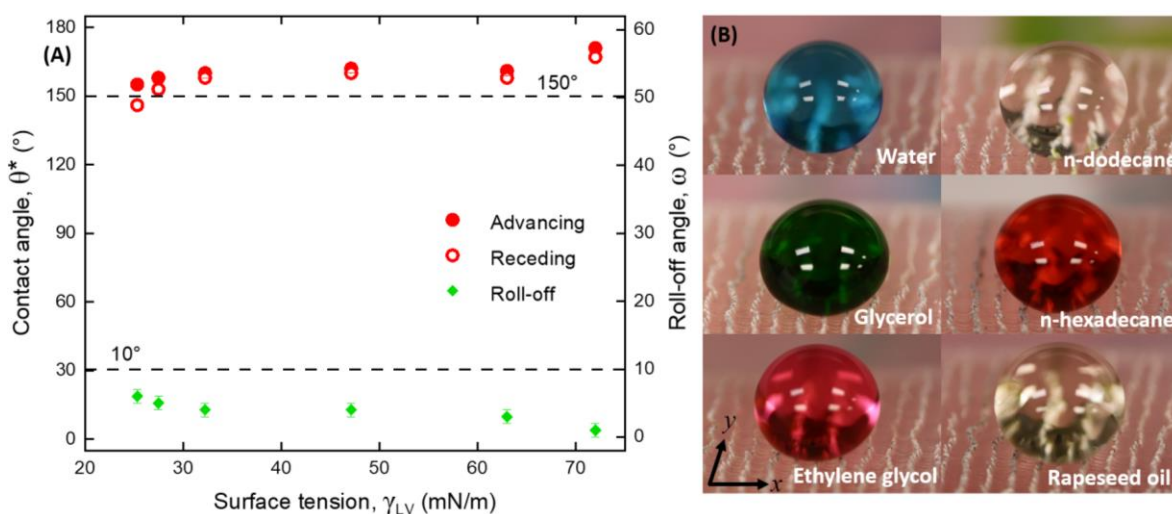 (A)
180
150
120
90
60
30
0
Contact angle, θ* (°)
150°
10°
Advancing
Receding
Roll-off
60
50
40
30
20
10
0
Roll-off angle, ω (°)
20 30 40 50 60 70
Surface tension, γLV (mN/m)
(B)
Water
n-dodecane
Glycerol
n-hexadecane
Ethylene glycol
Rapeseed oil
y
x